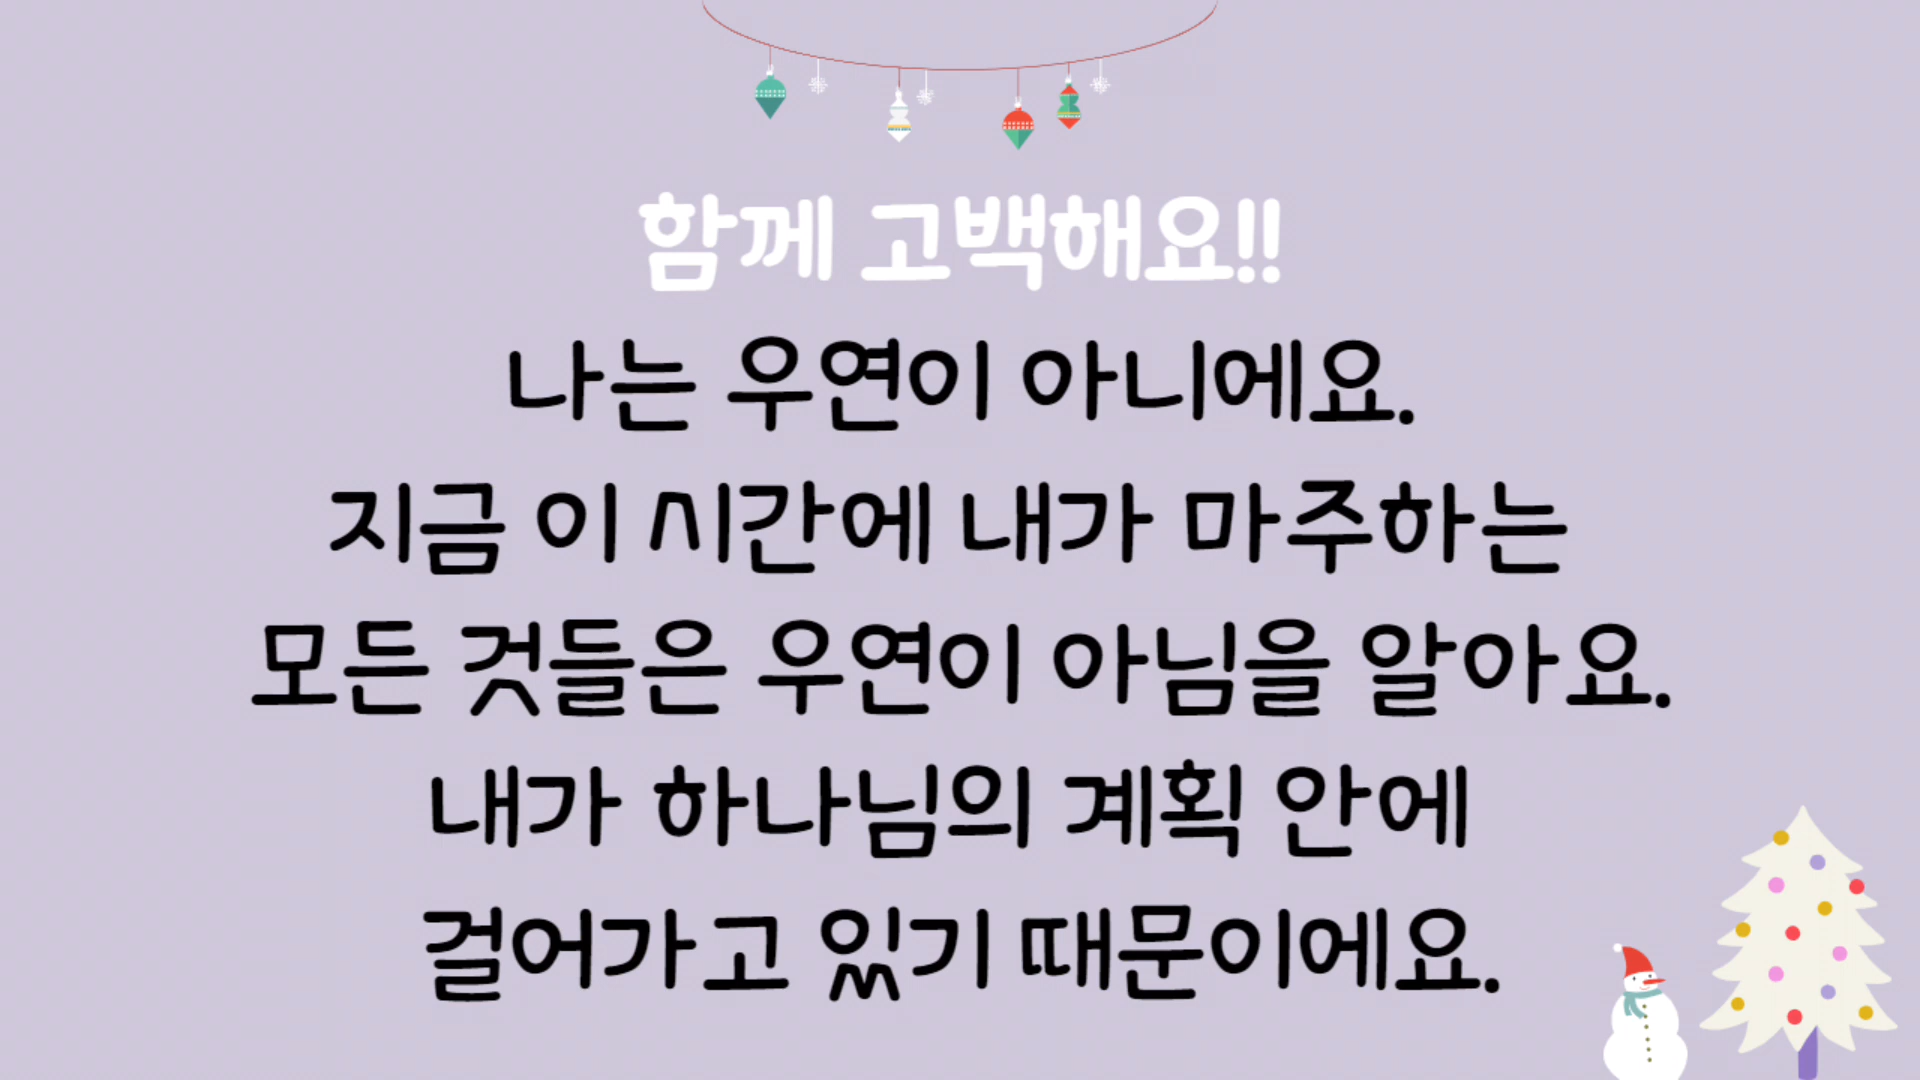 함께 고백해요!!
나는 우연이 아니에요.
지금 이 시간에 내가 마주하는
모든 것들은 우연이 아님을 알아요.
내가 하나님의 계획 안에
걸어가고 있기 때문이에요.